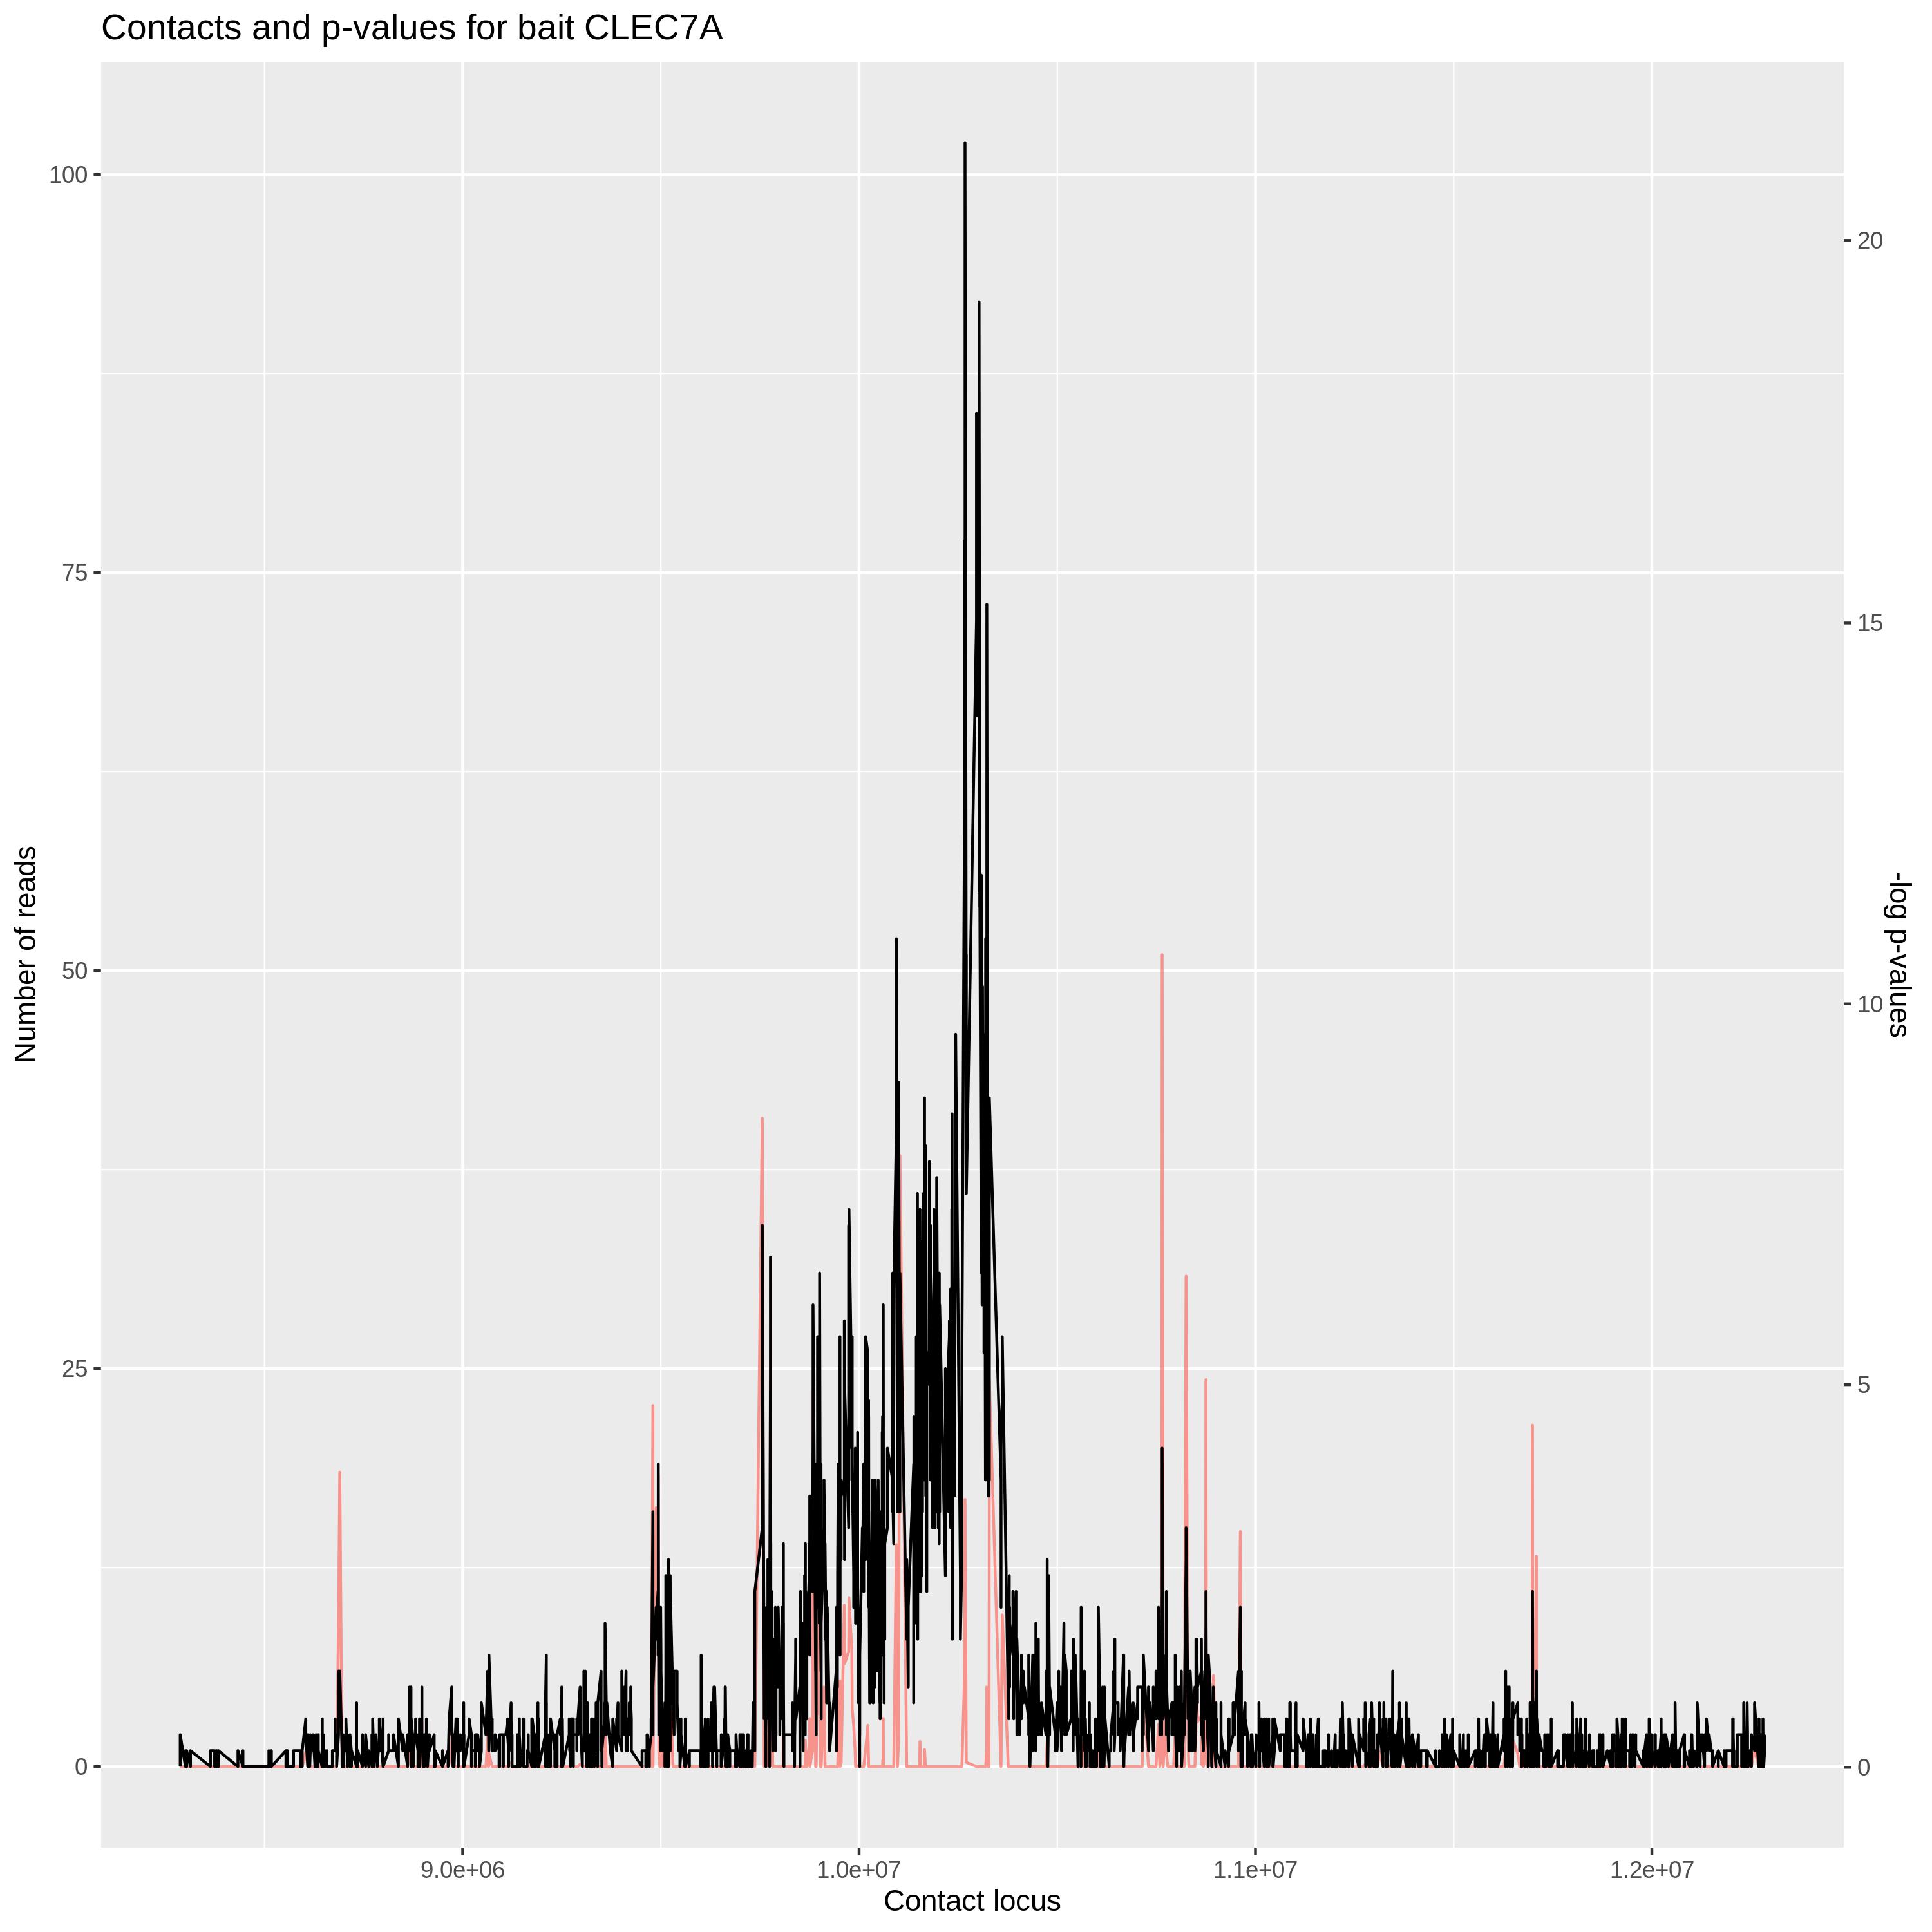 Contacts and p-values for bait CLEC7A
100
75
50
25
0
Number of reads
20
15
10
5
0
-log p-values
9.0e+06
1.0e+07
1.1e+07
1.2e+07
Contact locus